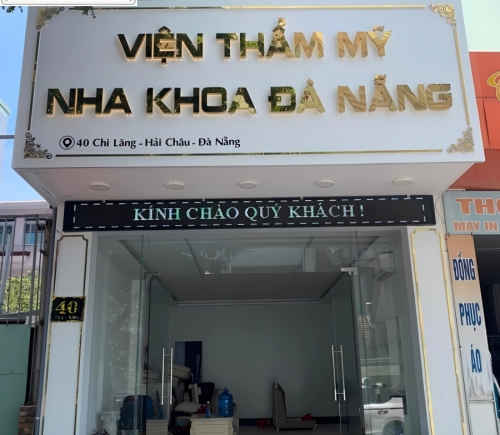 VIỆN THẨM MỸ
NHA KHOA ĐÀ NẴNG
40 Chi Lăng - Hải Châu - Đà Nẵng
KÍNH CHÀO QUÝ KHÁCH !
40
MAY IN
ĐỒNG
PHỤC
ÁO